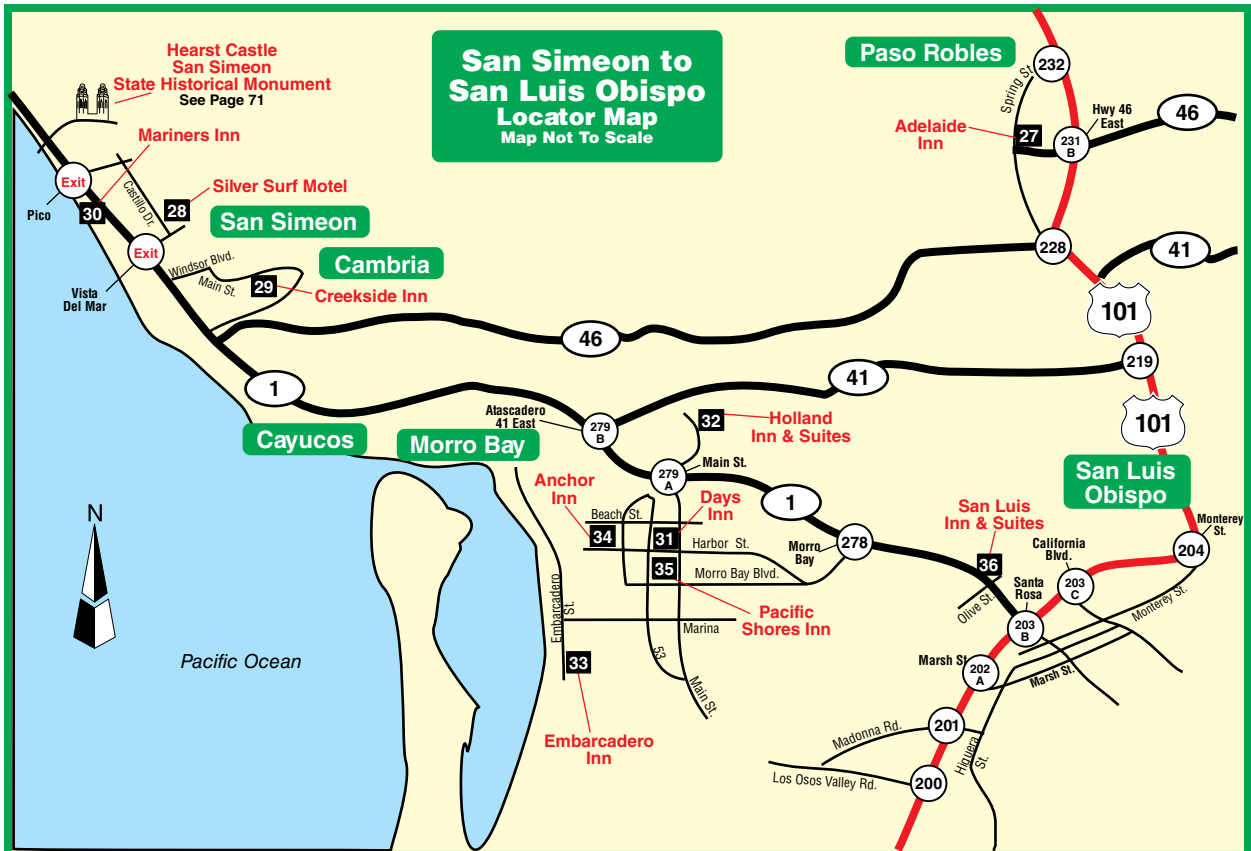 San Simeon to
San Luis Obispo
Locator Map
Map Not To Scale
Hearst Castle
San Simeon
State Historical Monument
See Page 71
Mariners Inn
Exit
Pico
30
Castillo Dr.
28
Silver Surf Motel
San Simeon
Exit
Vista
Del Mar
Windsor Blvd.
Main St.
29
Cambria
Creekside Inn
Paso Robles
232
Spring St.
Adelaide
Inn
27
231
B
Hwy 46
East
46
228
41
101
46
1
41
219
101
Atascadero
41 East
279
B
32
Holland
Inn & Suites
Cayucos
Morro Bay
279
A
Main St.
Anchor
Inn
Days
Inn
1
Beach St.
34
31
Harbor St.
35
Morro Bay Blvd.
Morro
Bay
278
Embarcadero
St.
Marina
Pacific
Shores Inn
53
33
Main St.
Embarcadero
Inn
San Luis
Obispo
San Luis
Inn & Suites
36
California
Blvd.
Monterey
St.
204
203
C
Santa
Rosa
Olive St.
203
B
Monterey St.
Marsh St.
202
A
Marsh St.
201
Madonna Rd.
Higuera
St.
Los Osos Valley Rd.
200
N
Pacific Ocean